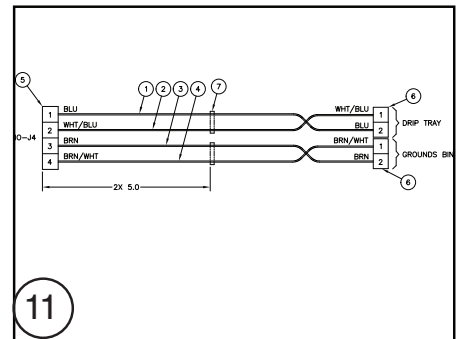 5
1 2 3 4 7
6
1 BLU WHT/BLU 1
2 WHT/BLU BLU 2
DRIP TRAY
IO-J4
3 BRN BRN/WHT 1
4 BRN/WHT BRN 2
GROUNDS BIN
6
2X 5.0
11